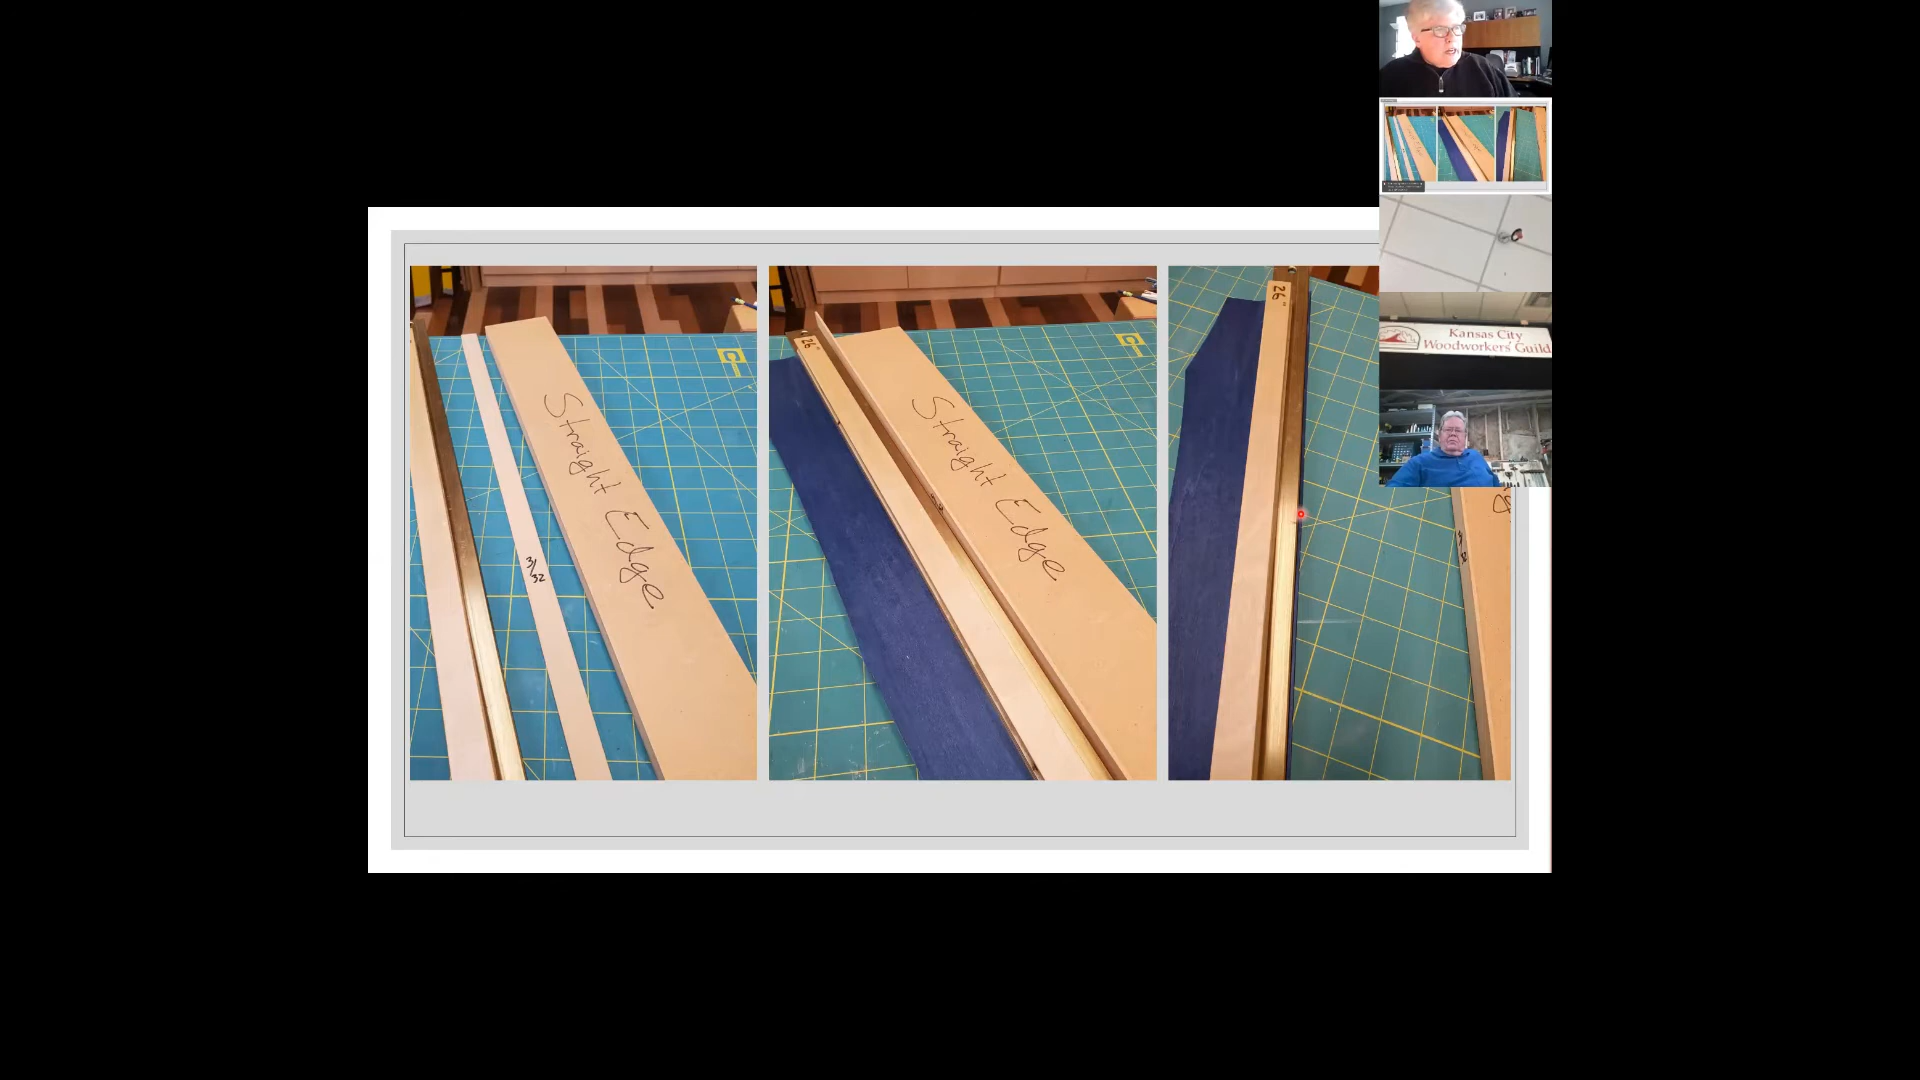 Straight Edge
3/32
26"
Straight Edge
26"
Kansas City
Woodworkers' Guild